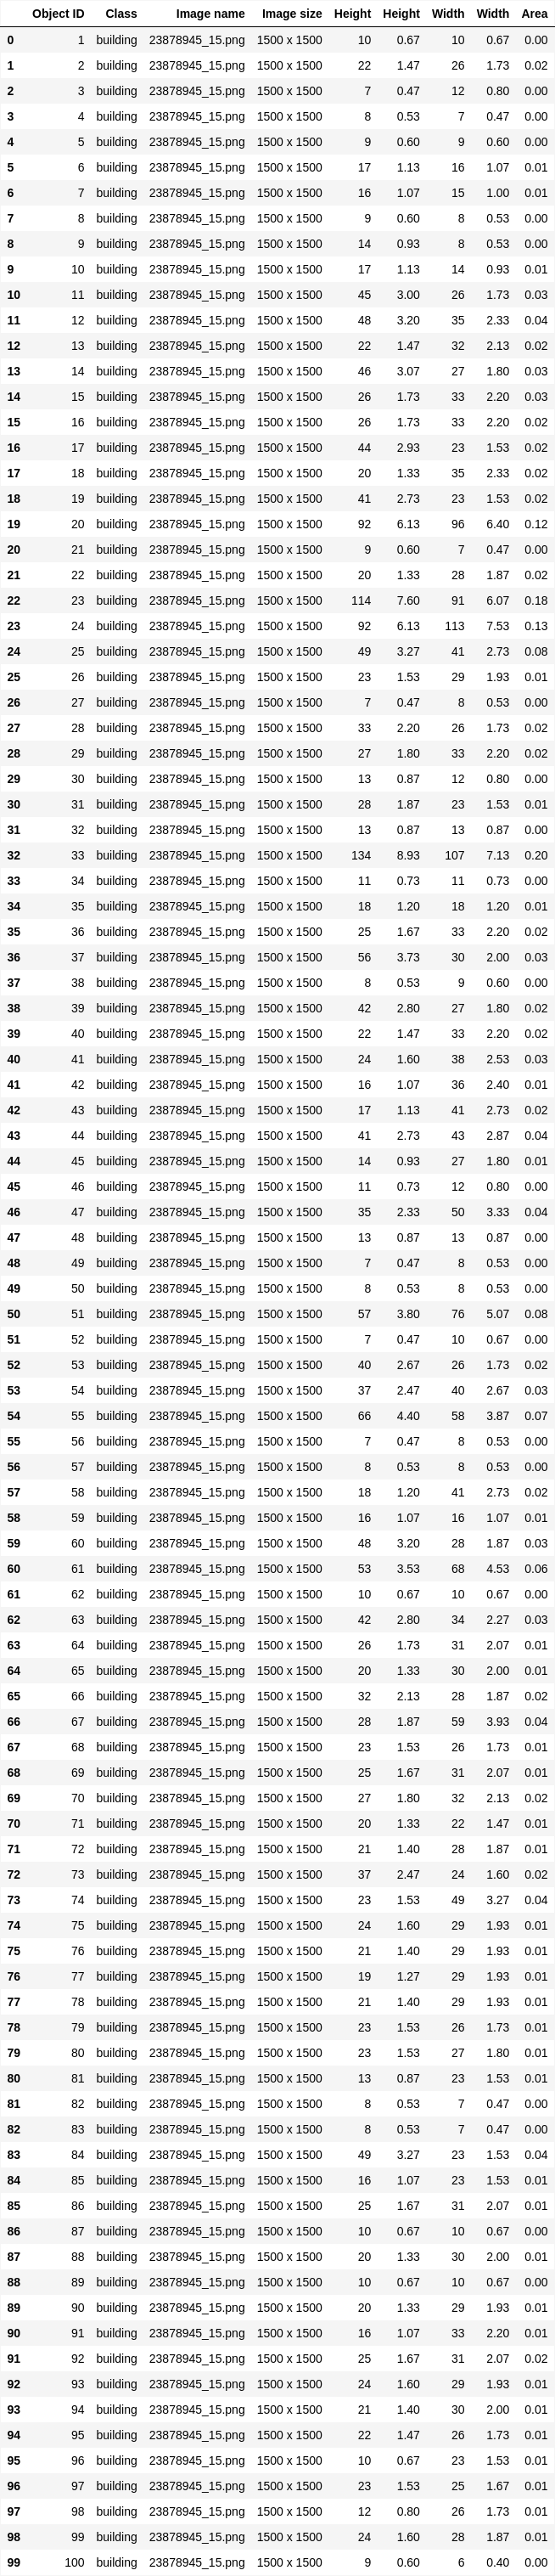 Object ID Class Image name Image size Height Height Width Width Area
0 1 building 23878945_15.png 1500 x 1500 10 0.67 10 0.67 0.00
1 2 building 23878945_15.png 1500 x 1500 22 1.47 26 1.73 0.02
2 3 building 23878945_15.png 1500 x 1500 7 0.47 12 0.80 0.00
3 4 building 23878945_15.png 1500 x 1500 8 0.53 7 0.47 0.00
4 5 building 23878945_15.png 1500 x 1500 9 0.60 9 0.60 0.00
5 6 building 23878945_15.png 1500 x 1500 17 1.13 16 1.07 0.01
6 7 building 23878945_15.png 1500 x 1500 16 1.07 15 1.00 0.01
7 8 building 23878945_15.png 1500 x 1500 9 0.60 8 0.53 0.00
8 9 building 23878945_15.png 1500 x 1500 14 0.93 8 0.53 0.00
9 10 building 23878945_15.png 1500 x 1500 17 1.13 14 0.93 0.01
10 11 building 23878945_15.png 1500 x 1500 45 3.00 26 1.73 0.03
11 12 building 23878945_15.png 1500 x 1500 48 3.20 35 2.33 0.04
12 13 building 23878945_15.png 1500 x 1500 22 1.47 32 2.13 0.02
13 14 building 23878945_15.png 1500 x 1500 46 3.07 27 1.80 0.03
14 15 building 23878945_15.png 1500 x 1500 26 1.73 33 2.20 0.03
15 16 building 23878945_15.png 1500 x 1500 26 1.73 33 2.20 0.02
16 17 building 23878945_15.png 1500 x 1500 44 2.93 23 1.53 0.02
17 18 building 23878945_15.png 1500 x 1500 20 1.33 35 2.33 0.02
18 19 building 23878945_15.png 1500 x 1500 41 2.73 23 1.53 0.02
19 20 building 23878945_15.png 1500 x 1500 92 6.13 96 6.40 0.12
20 21 building 23878945_15.png 1500 x 1500 9 0.60 7 0.47 0.00
21 22 building 23878945_15.png 1500 x 1500 20 1.33 28 1.87 0.02
22 23 building 23878945_15.png 1500 x 1500 114 7.60 91 6.07 0.18
23 24 building 23878945_15.png 1500 x 1500 92 6.13 113 7.53 0.13
24 25 building 23878945_15.png 1500 x 1500 49 3.27 41 2.73 0.08
25 26 building 23878945_15.png 1500 x 1500 23 1.53 29 1.93 0.01
26 27 building 23878945_15.png 1500 x 1500 7 0.47 8 0.53 0.00
27 28 building 23878945_15.png 1500 x 1500 33 2.20 26 1.73 0.02
28 29 building 23878945_15.png 1500 x 1500 27 1.80 33 2.20 0.02
29 30 building 23878945_15.png 1500 x 1500 13 0.87 12 0.80 0.00
30 31 building 23878945_15.png 1500 x 1500 28 1.87 23 1.53 0.01
31 32 building 23878945_15.png 1500 x 1500 13 0.87 13 0.87 0.00
32 33 building 23878945_15.png 1500 x 1500 134 8.93 107 7.13 0.20
33 34 building 23878945_15.png 1500 x 1500 11 0.73 11 0.73 0.00
34 35 building 23878945_15.png 1500 x 1500 18 1.20 18 1.20 0.01
35 36 building 23878945_15.png 1500 x 1500 25 1.67 33 2.20 0.02
36 37 building 23878945_15.png 1500 x 1500 56 3.73 30 2.00 0.03
37 38 building 23878945_15.png 1500 x 1500 8 0.53 9 0.60 0.00
38 39 building 23878945_15.png 1500 x 1500 42 2.80 27 1.80 0.02
39 40 building 23878945_15.png 1500 x 1500 22 1.47 33 2.20 0.02
40 41 building 23878945_15.png 1500 x 1500 24 1.60 38 2.53 0.03
41 42 building 23878945_15.png 1500 x 1500 16 1.07 36 2.40 0.01
42 43 building 23878945_15.png 1500 x 1500 17 1.13 41 2.73 0.02
43 44 building 23878945_15.png 1500 x 1500 41 2.73 43 2.87 0.04
44 45 building 23878945_15.png 1500 x 1500 14 0.93 27 1.80 0.01
45 46 building 23878945_15.png 1500 x 1500 11 0.73 12 0.80 0.00
46 47 building 23878945_15.png 1500 x 1500 35 2.33 50 3.33 0.04
47 48 building 23878945_15.png 1500 x 1500 13 0.87 13 0.87 0.00
48 49 building 23878945_15.png 1500 x 1500 7 0.47 8 0.53 0.00
49 50 building 23878945_15.png 1500 x 1500 8 0.53 8 0.53 0.00
50 51 building 23878945_15.png 1500 x 1500 57 3.80 76 5.07 0.08
51 52 building 23878945_15.png 1500 x 1500 7 0.47 10 0.67 0.00
52 53 building 23878945_15.png 1500 x 1500 40 2.67 26 1.73 0.02
53 54 building 23878945_15.png 1500 x 1500 37 2.47 40 2.67 0.03
54 55 building 23878945_15.png 1500 x 1500 66 4.40 58 3.87 0.07
55 56 building 23878945_15.png 1500 x 1500 7 0.47 8 0.53 0.00
56 57 building 23878945_15.png 1500 x 1500 8 0.53 8 0.53 0.00
57 58 building 23878945_15.png 1500 x 1500 18 1.20 41 2.73 0.02
58 59 building 23878945_15.png 1500 x 1500 16 1.07 16 1.07 0.01
59 60 building 23878945_15.png 1500 x 1500 48 3.20 28 1.87 0.03
60 61 building 23878945_15.png 1500 x 1500 53 3.53 68 4.53 0.06
61 62 building 23878945_15.png 1500 x 1500 10 0.67 10 0.67 0.00
62 63 building 23878945_15.png 1500 x 1500 42 2.80 34 2.27 0.03
63 64 building 23878945_15.png 1500 x 1500 26 1.73 31 2.07 0.01
64 65 building 23878945_15.png 1500 x 1500 20 1.33 30 2.00 0.01
65 66 building 23878945_15.png 1500 x 1500 32 2.13 28 1.87 0.02
66 67 building 23878945_15.png 1500 x 1500 28 1.87 59 3.93 0.04
67 68 building 23878945_15.png 1500 x 1500 23 1.53 26 1.73 0.01
68 69 building 23878945_15.png 1500 x 1500 25 1.67 31 2.07 0.01
69 70 building 23878945_15.png 1500 x 1500 27 1.80 32 2.13 0.02
70 71 building 23878945_15.png 1500 x 1500 20 1.33 22 1.47 0.01
71 72 building 23878945_15.png 1500 x 1500 21 1.40 28 1.87 0.01
72 73 building 23878945_15.png 1500 x 1500 37 2.47 24 1.60 0.02
73 74 building 23878945_15.png 1500 x 1500 23 1.53 49 3.27 0.04
74 75 building 23878945_15.png 1500 x 1500 24 1.60 29 1.93 0.01
75 76 building 23878945_15.png 1500 x 1500 21 1.40 29 1.93 0.01
76 77 building 23878945_15.png 1500 x 1500 19 1.27 29 1.93 0.01
77 78 building 23878945_15.png 1500 x 1500 21 1.40 29 1.93 0.01
78 79 building 23878945_15.png 1500 x 1500 23 1.53 26 1.73 0.01
79 80 building 23878945_15.png 1500 x 1500 23 1.53 27 1.80 0.01
80 81 building 23878945_15.png 1500 x 1500 13 0.87 23 1.53 0.01
81 82 building 23878945_15.png 1500 x 1500 8 0.53 7 0.47 0.00
82 83 building 23878945_15.png 1500 x 1500 8 0.53 7 0.47 0.00
83 84 building 23878945_15.png 1500 x 1500 49 3.27 23 1.53 0.04
84 85 building 23878945_15.png 1500 x 1500 16 1.07 23 1.53 0.01
85 86 building 23878945_15.png 1500 x 1500 25 1.67 31 2.07 0.01
86 87 building 23878945_15.png 1500 x 1500 10 0.67 10 0.67 0.00
87 88 building 23878945_15.png 1500 x 1500 20 1.33 30 2.00 0.01
88 89 building 23878945_15.png 1500 x 1500 10 0.67 10 0.67 0.00
89 90 building 23878945_15.png 1500 x 1500 20 1.33 29 1.93 0.01
90 91 building 23878945_15.png 1500 x 1500 16 1.07 33 2.20 0.01
91 92 building 23878945_15.png 1500 x 1500 25 1.67 31 2.07 0.02
92 93 building 23878945_15.png 1500 x 1500 24 1.60 29 1.93 0.01
93 94 building 23878945_15.png 1500 x 1500 21 1.40 30 2.00 0.01
94 95 building 23878945_15.png 1500 x 1500 22 1.47 26 1.73 0.01
95 96 building 23878945_15.png 1500 x 1500 10 0.67 23 1.53 0.01
96 97 building 23878945_15.png 1500 x 1500 23 1.53 25 1.67 0.01
97 98 building 23878945_15.png 1500 x 1500 12 0.80 26 1.73 0.01
98 99 building 23878945_15.png 1500 x 1500 24 1.60 28 1.87 0.01
99 100 building 23878945_15.png 1500 x 1500 9 0.60 6 0.40 0.00